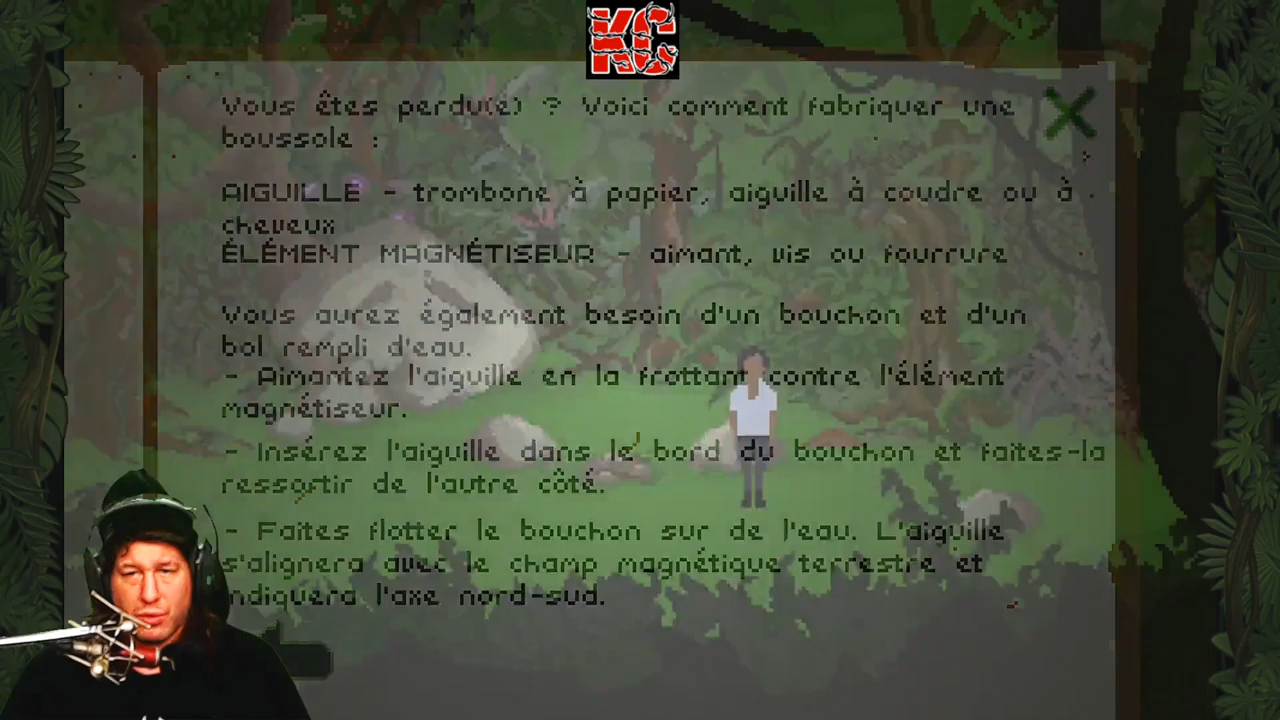 KC
Vous êtes perdu(e) ? Voici comment fabriquer une
boussole :
AIGUILLE - trombone à papier, aiguille à coudre ou à
cheveux
ÉLÉMENT MAGNÉTISEUR - aimant, vis ou fourrure
Vous aurez également besoin d'un bouchon et d'un
bol rempli d'eau.
- Aimantez l'aiguille en la frottant contre l'élément
magnétiseur.
- Insérez l'aiguille dans le bord du bouchon et faites-la
ressortir de l'autre côté.
- Faites flotter le bouchon sur de l'eau. L'aiguille
s'alignera avec le champ magnétique terrestre et
indiquera l'axe nord-sud.